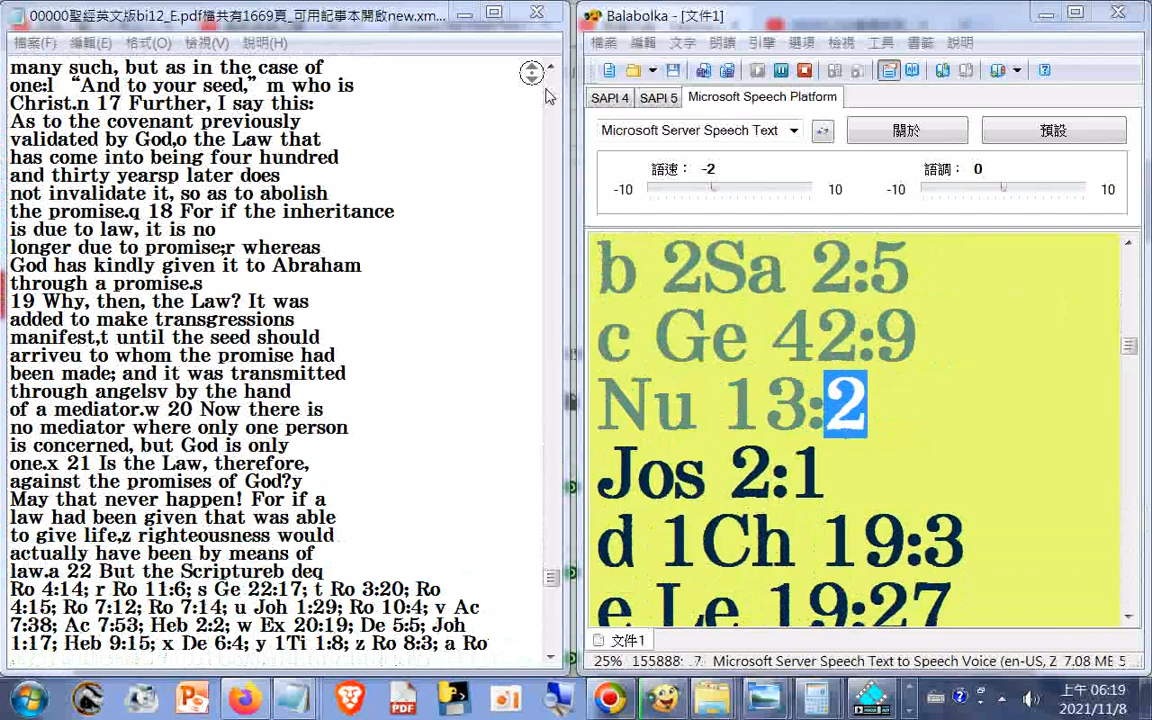 00000聖經英文版bi12_E.pdf檔共有1669頁_可用記事本開啟new.xm...
檔案(F) 編輯(E) 格式(O) 檢視(V) 說明(H)
many such, but as in the case of
one:l “And to your seed,” m who is
Christ.n 17 Further, I say this:
As to the covenant previously
validated by God,o the Law that
has come into being four hundred
and thirty yearsp later does
not invalidate it, so as to abolish
the promise.q 18 For if the inheritance
is due to law, it is no
longer due to promise;r whereas
God has kindly given it to Abraham
through a promise.s
19 Why, then, the Law? It was
added to make transgressions
manifest,t until the seed should
arriveu to whom the promise had
been made; and it was transmitted
through angelsv by the hand
of a mediator.w 20 Now there is
no mediator where only one person
is concerned, but God is only
one.x 21 Is the Law, therefore,
against the promises of God?y
May that never happen! For if a
law had been given that was able
to give life,z righteousness would
actually have been by means of
law.a 22 But the Scriptureb deq
Ro 4:14; r Ro 11:6; s Ge 22:17; t Ro 3:20; Ro
4:15; Ro 7:12; Ro 7:14; u Joh 1:29; Ro 10:4; v Ac
7:38; Ac 7:53; Heb 2:2; w Ex 20:19; De 5:5; Joh
1:17; Heb 9:15; x De 6:4; y 1Ti 1:8; z Ro 8:3; a Ro
Balabolka - [文件1]
檔案 編輯 文字 朗讀 引擎 選項 檢視 工具 書籤 說明
SAPI 4 SAPI 5 Microsoft Speech Platform
Microsoft Server Speech Text 關於 預設
語速： -2 語調： 0
-10 10 -10 10
b 2Sa 2:5
c Ge 42:9
Nu 13:2
Jos 2:1
d 1Ch 19:3
e Le 19:27
文件1
25% 155888: .7. Microsoft Server Speech Text to Speech Voice (en-US, Z 7.08 MB 5
PDF
上午 06:19
2021/11/8